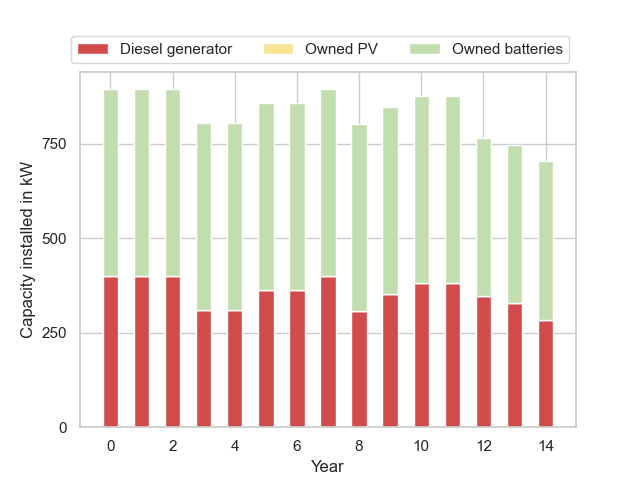 Diesel generator Owned PV Owned batteries
Capacity installed in kW
750
500
250
0
0 2 4 6 8 10 12 14
Year